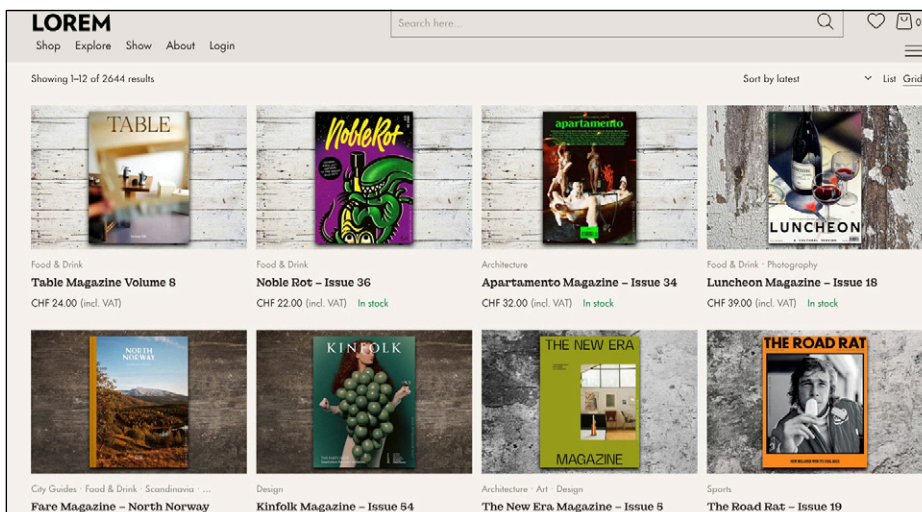 LOREM
Search here...
0
Shop Explore Show About Login
Showing 1–12 of 2644 results
Sort by latest
List Grid
TABLE
NobleRot
apartamento
LUNCHEON
Food & Drink
Table Magazine Volume 8
CHF 24.00 (incl. VAT)
Food & Drink
Noble Rot – Issue 36
CHF 22.00 (incl. VAT) In stock
Architecture
Apartamento Magazine – Issue 34
CHF 32.00 (incl. VAT) In stock
Food & Drink · Photography
Luncheon Magazine – Issue 18
CHF 39.00 (incl. VAT) In stock
NORTH
NORWAY
KINFOLK
THE NEW ERA
MAGAZINE
THE ROAD RAT
City Guides · Food & Drink · Scandinavia · ...
Fare Magazine – North Norway
Design
Kinfolk Magazine – Issue 54
Architecture · Art · Design
The New Era Magazine – Issue 5
Sports
The Road Rat – Issue 19